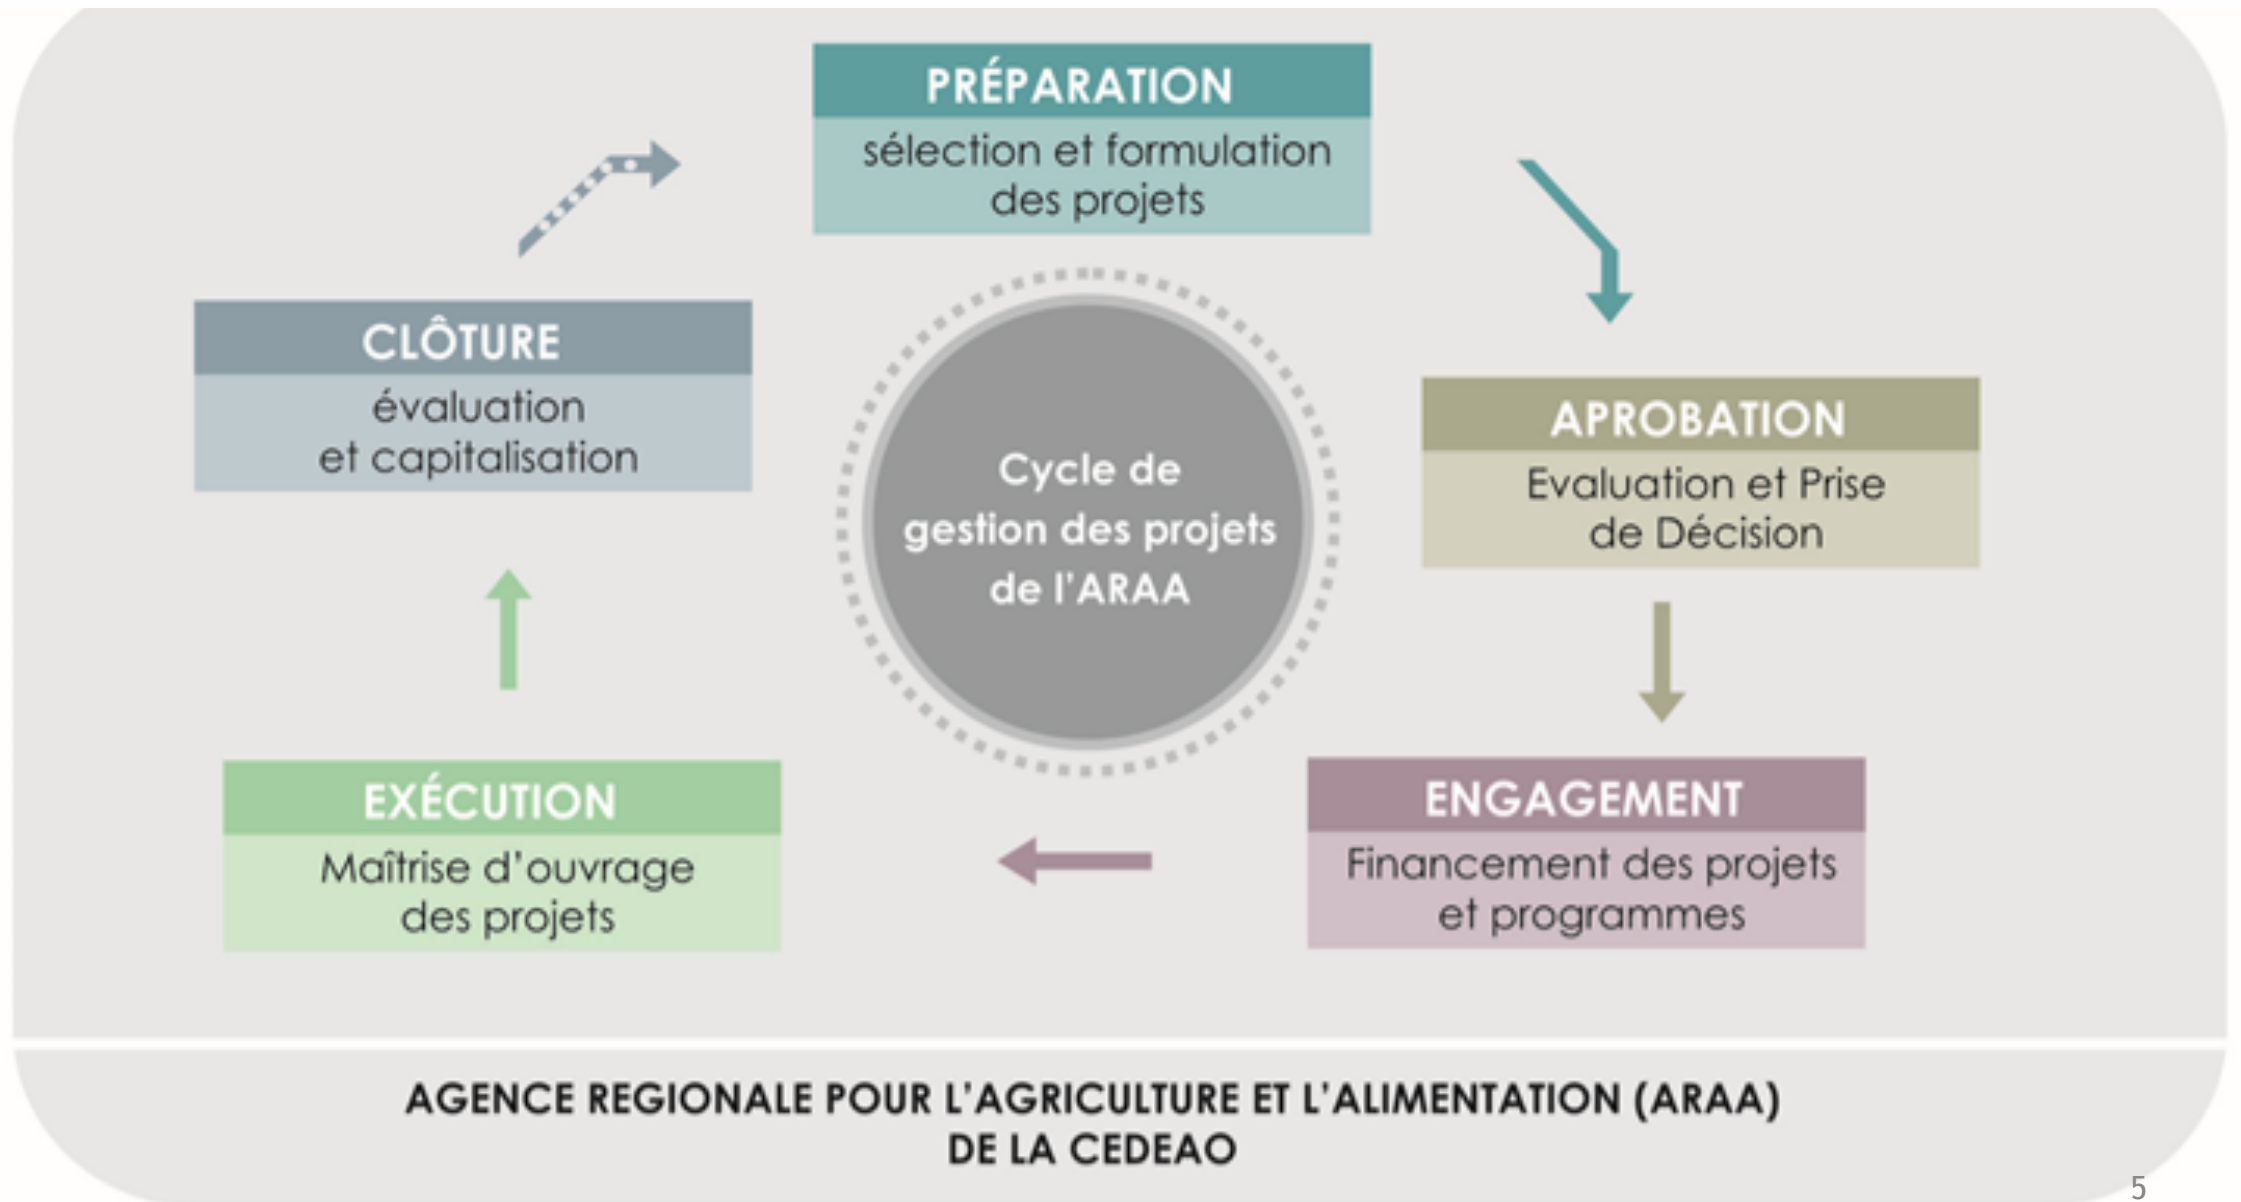 PRÉPARATION
sélection et formulation
des projets
CLÔTURE
évaluation
et capitalisation
APROBATION
Evaluation et Prise
de Décision
Cycle de
gestion des projets
de l'ARAA
EXÉCUTION
Maîtrise d'ouvrage
des projets
ENGAGEMENT
Financement des projets
et programmes
AGENCE REGIONALE POUR L'AGRICULTURE ET L'ALIMENTATION (ARAA)
DE LA CEDEAO
5